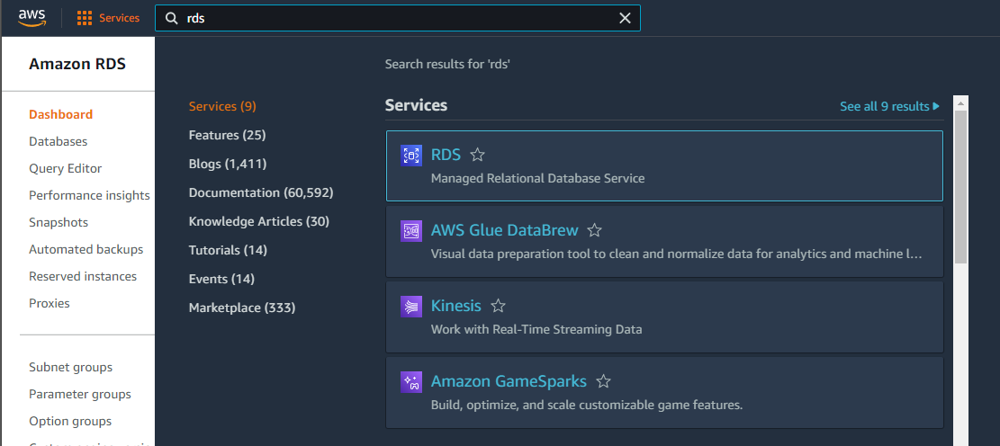 aws
Services
rds
Amazon RDS
Dashboard
Databases
Query Editor
Performance insights
Snapshots
Automated backups
Reserved instances
Proxies
Subnet groups
Parameter groups
Option groups
Search results for 'rds'
Services (9)
Features (25)
Blogs (1,411)
Documentation (60,592)
Knowledge Articles (30)
Tutorials (14)
Events (14)
Marketplace (333)
Services
See all 9 results
RDS
Managed Relational Database Service
AWS Glue DataBrew
Visual data preparation tool to clean and normalize data for analytics and machine l...
Kinesis
Work with Real-Time Streaming Data
Amazon GameSparks
Build, optimize, and scale customizable game features.